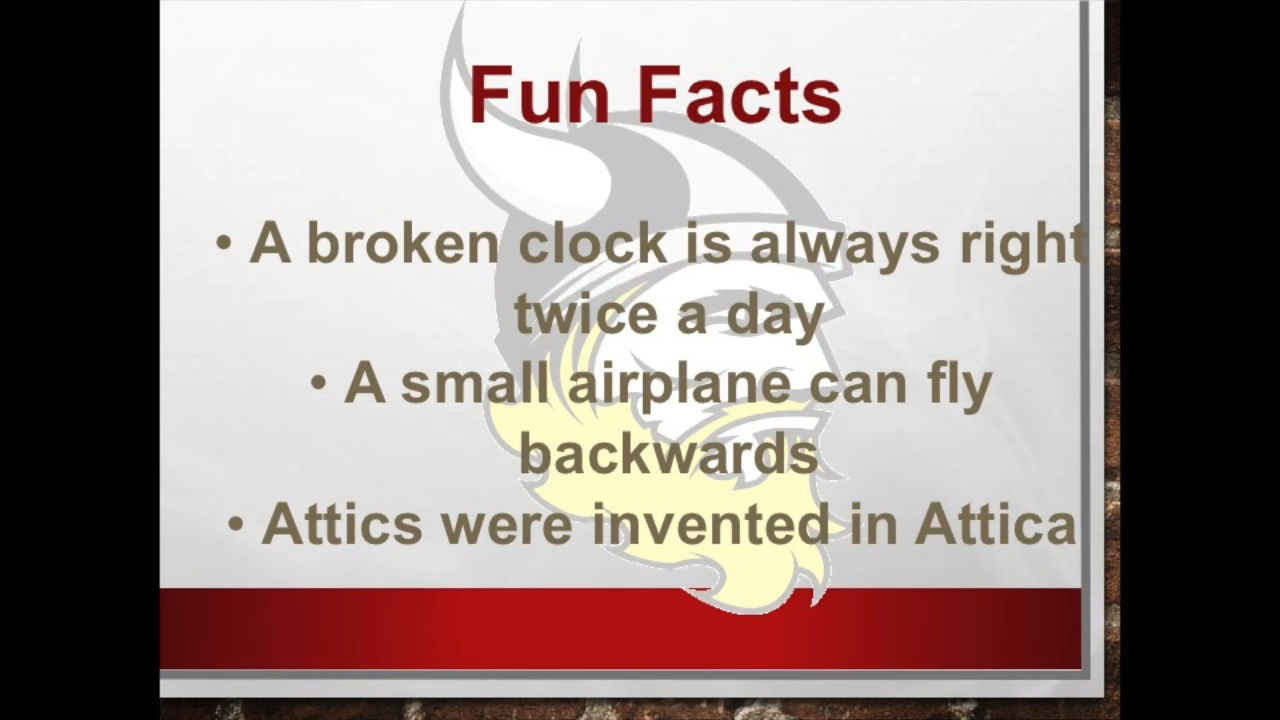 Fun Facts
• A broken clock is always right
twice a day
• A small airplane can fly
backwards
• Attics were invented in Attica